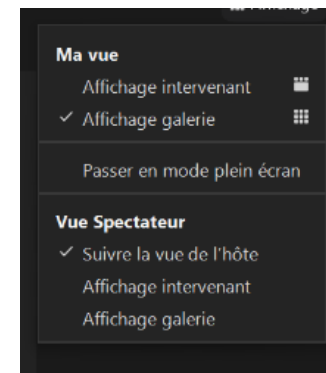 Affichage
Ma vue
Affichage intervenant
Affichage galerie
Passer en mode plein écran
Vue Spectateur
Suivre la vue de l'hôte
Affichage intervenant
Affichage galerie